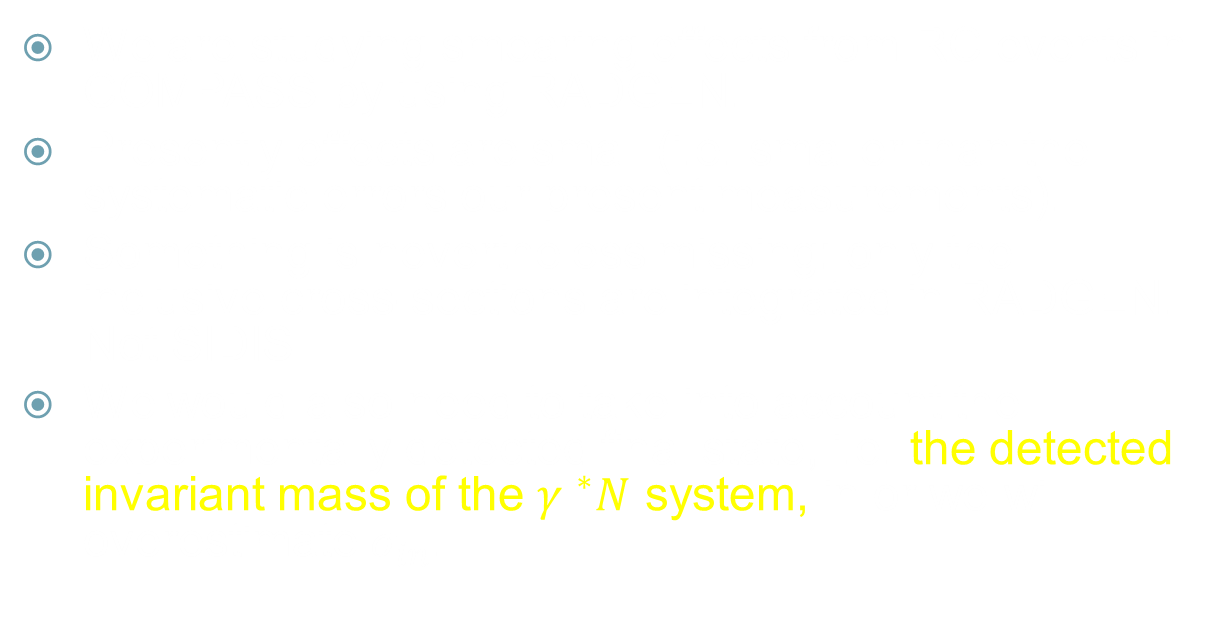 the detected
invariant mass of the 𝛾 *𝑁 system,